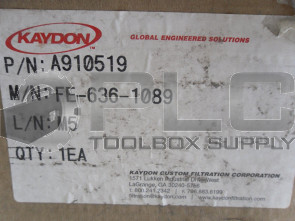 KAYDON
GLOBAL ENGINEERED SOLUTIONS
P/N: A910519
M/N: FE-636-1089
L/N: M5
QTY: 1EA
PLC
TOOLBOX SUPPLY
KAYDON CUSTOM FILTRATION CORPORATION